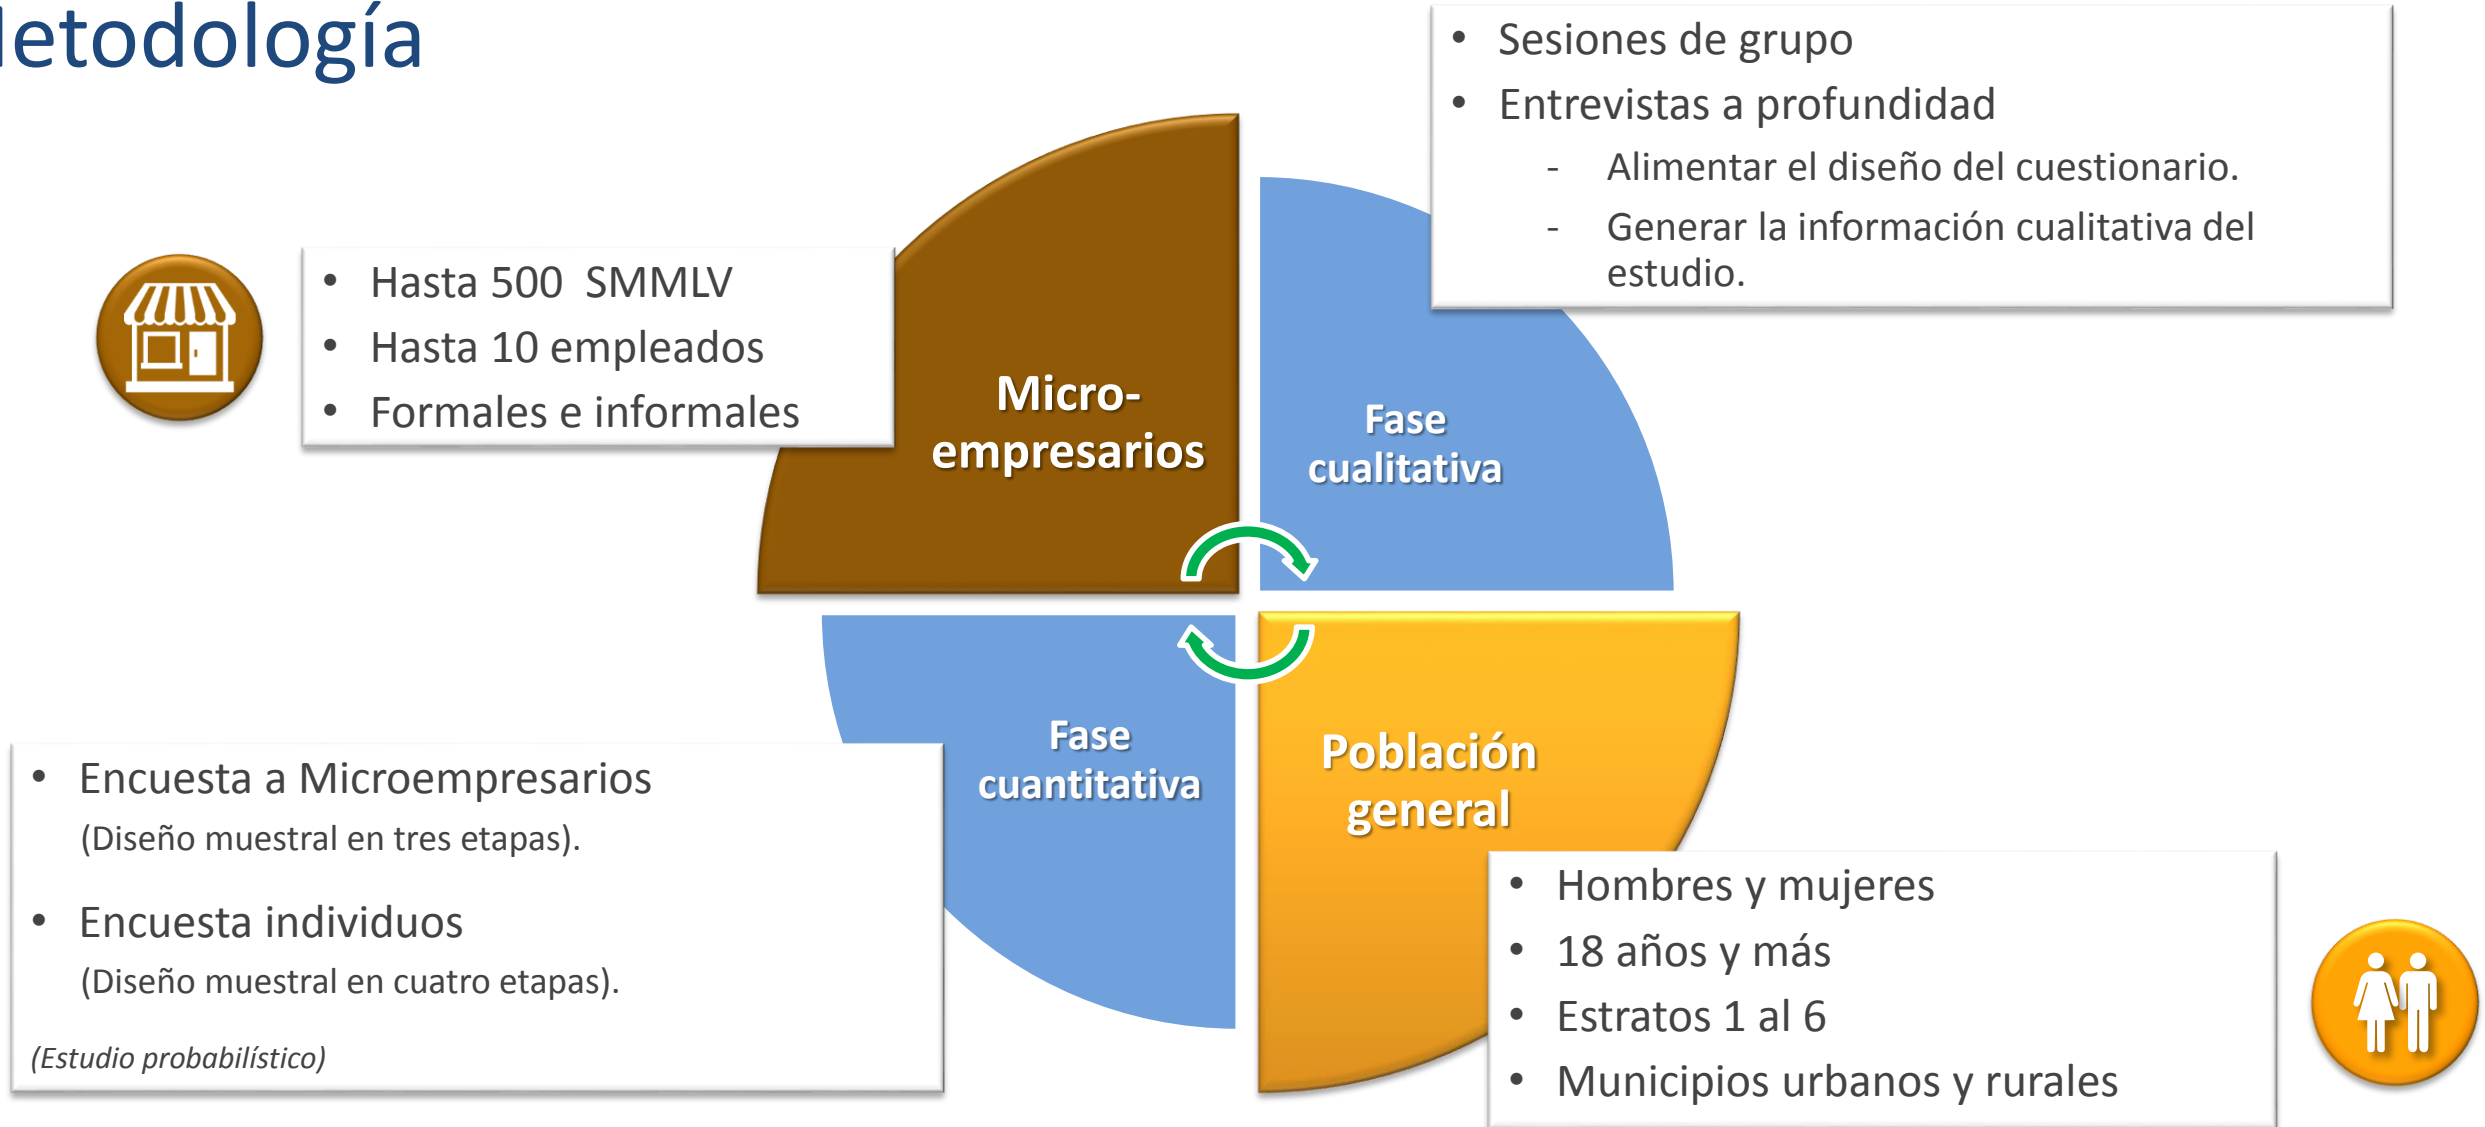 etodología
• Sesiones de grupo
• Entrevistas a profundidad
- Alimentar el diseño del cuestionario.
- Generar la información cualitativa del
estudio.
• Hasta 500 SMMLV
• Hasta 10 empleados
• Formales e informales
Micro-
empresarios
Fase
cualitativa
Fase
cuantitativa
Población
general
• Encuesta a Microempresarios
(Diseño muestral en tres etapas).
• Encuesta individuos
(Diseño muestral en cuatro etapas).
(Estudio probabilístico)
• Hombres y mujeres
• 18 años y más
• Estratos 1 al 6
• Municipios urbanos y rurales